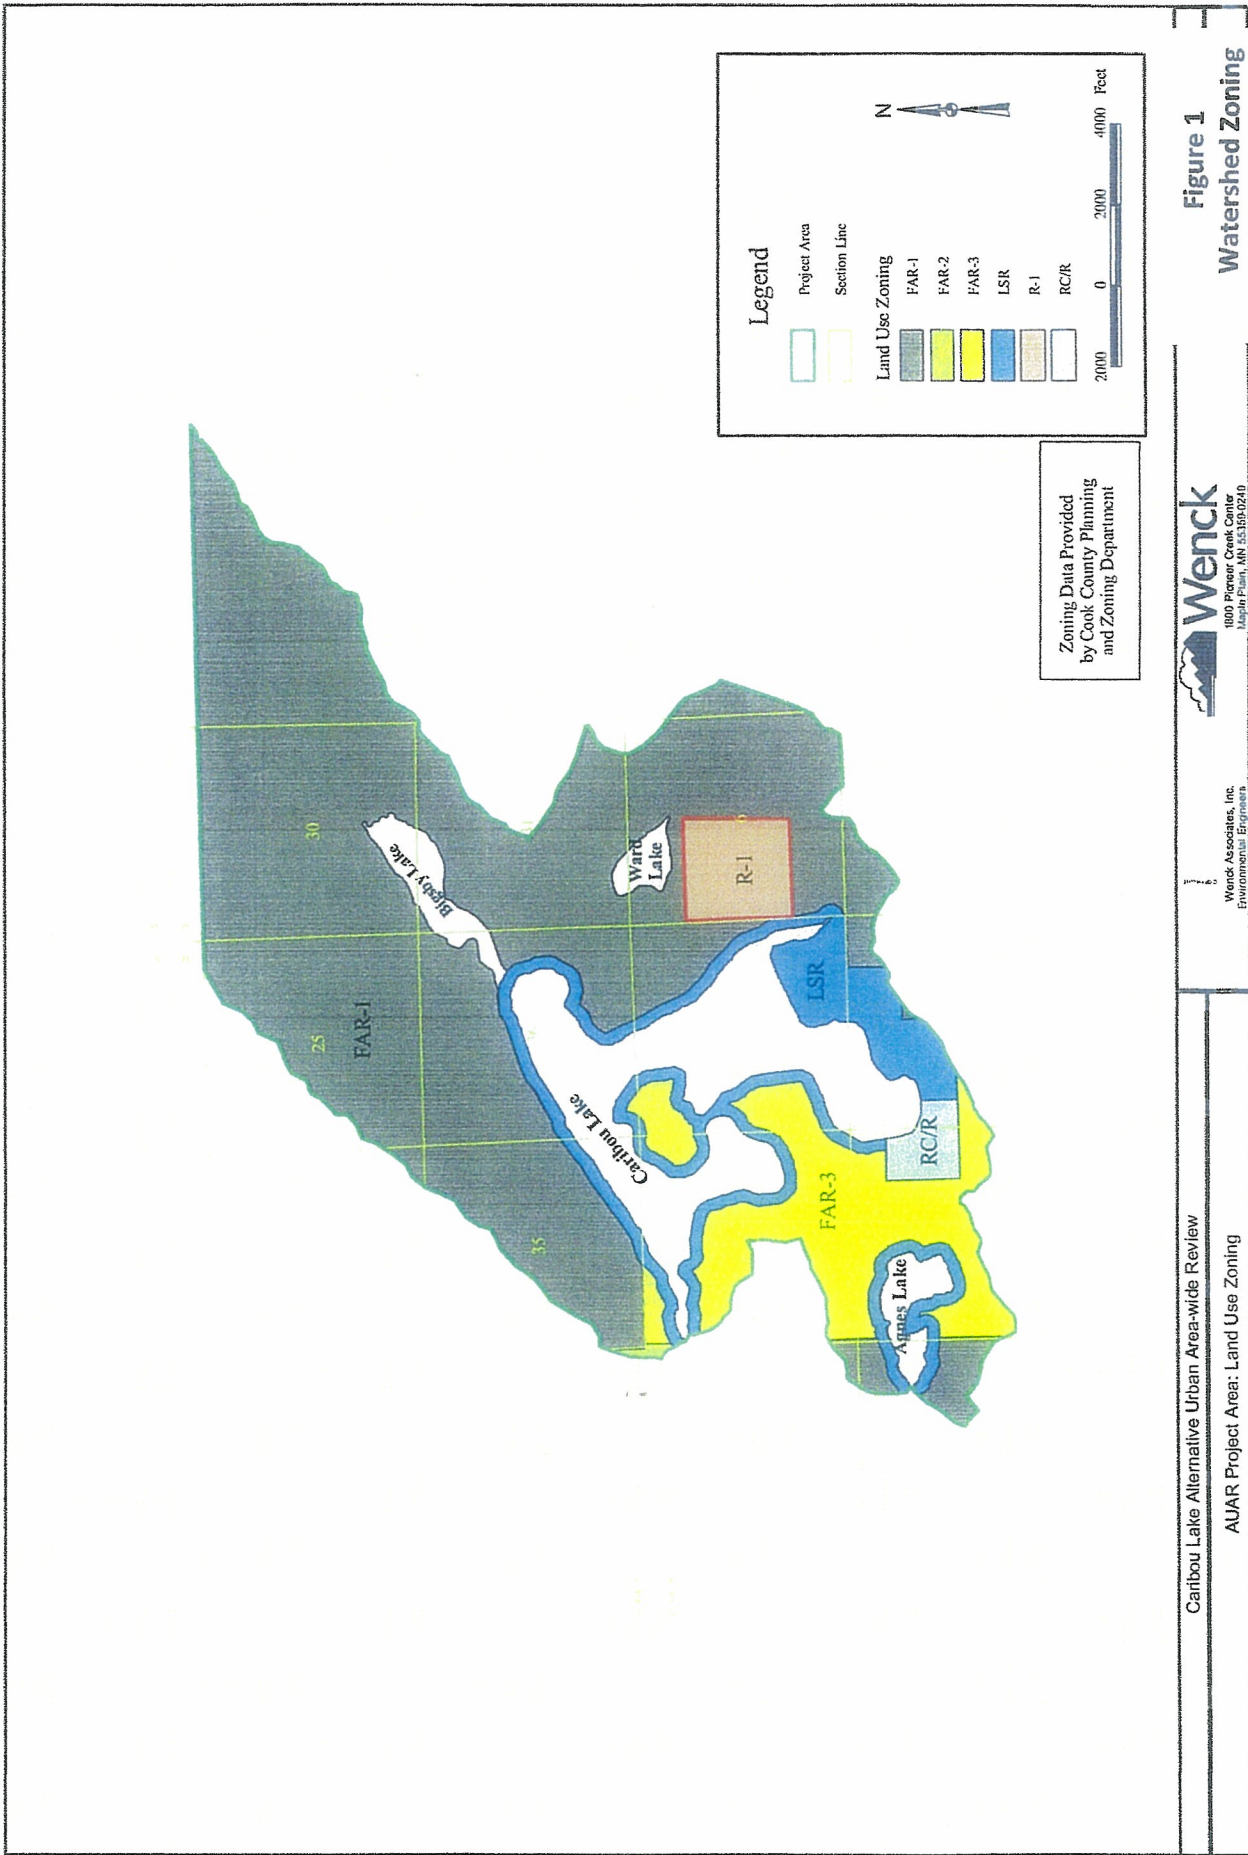 30
25
FAR-1
Bigsby Lake
35
Caribou Lake
Ward
Lake
R-1
6
LSR
FAR-3
RC/R
Agnes Lake
Legend
Project Area
Section Line
Land Use Zoning
FAR-1
FAR-2
FAR-3
LSR
R-1
RC/R
N
2000 0 2000 4000 Feet
Zoning Data Provided
by Cook County Planning
and Zoning Department
Caribou Lake Alternative Urban Area-wide Review
AUAR Project Area: Land Use Zoning
Wenck Associates, Inc.
Environmental Engineers
Wenck
1800 Pioneer Creek Center
Maple Plain, MN 55359-0249
Figure 1
Watershed Zoning